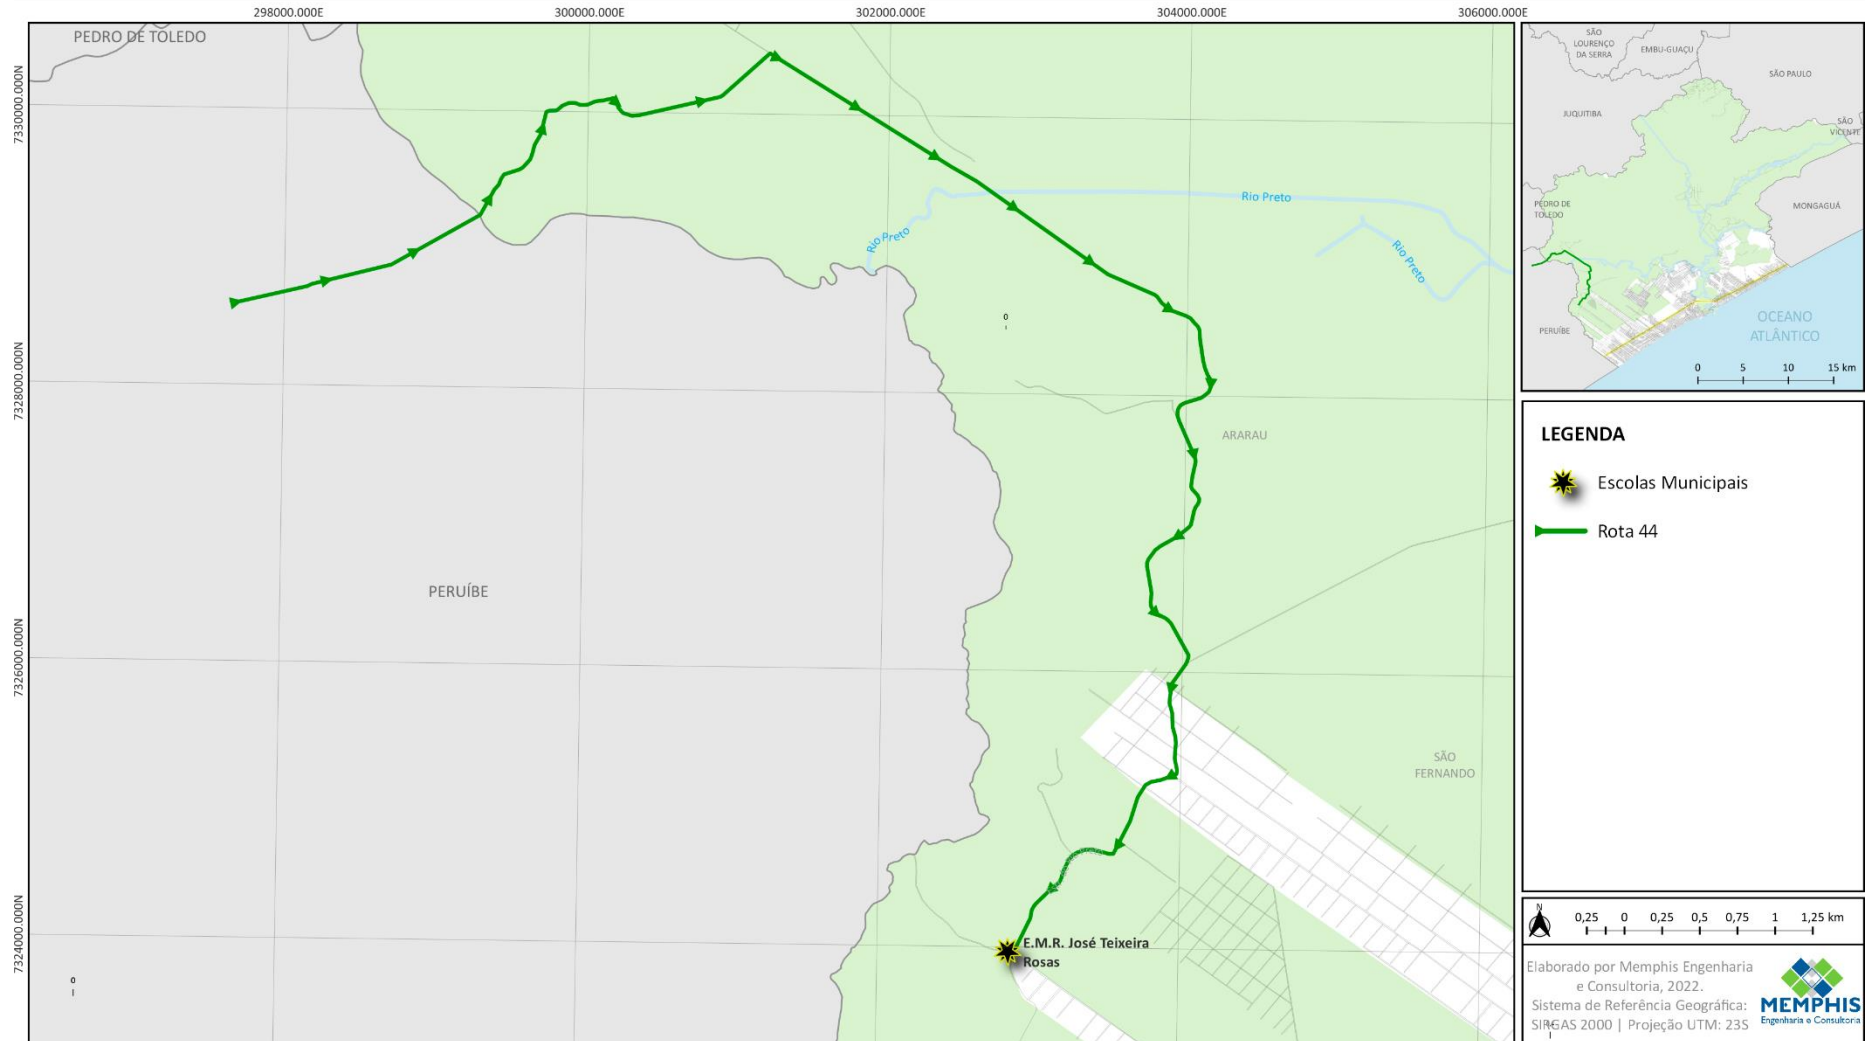 298000.000E
300000.000E
302000.000E
304000.000E
306000.000E
7330000.000N
7328000.000N
7326000.000N
7324000.000N
PEDRO DE TOLEDO
Rio Preto
Rio Preto
Rio Preto
0
ARARAU
PERUÍBE
SÃO
FERNANDO
E.M.R. José Teixeira
Rosas
0
SÃO
LOURENÇO
DA SERRA
EMBU-GUAÇU
SÃO PAULO
JUQUITIBA
SÃO
VICENTE
PEDRO DE
TOLEDO
MONGAGUÁ
PERUÍBE
OCEANO
ATLÂNTICO
0 5 10 15 km
LEGENDA
Escolas Municipais
Rota 44
N
0,25 0 0,25 0,5 0,75 1 1,25 km
Elaborado por Memphis Engenharia
e Consultoria, 2022.
Sistema de Referência Geográfica:
SIRGAS 2000 | Projeção UTM: 23S
MEMPHIS
Engenharia e Consultoria